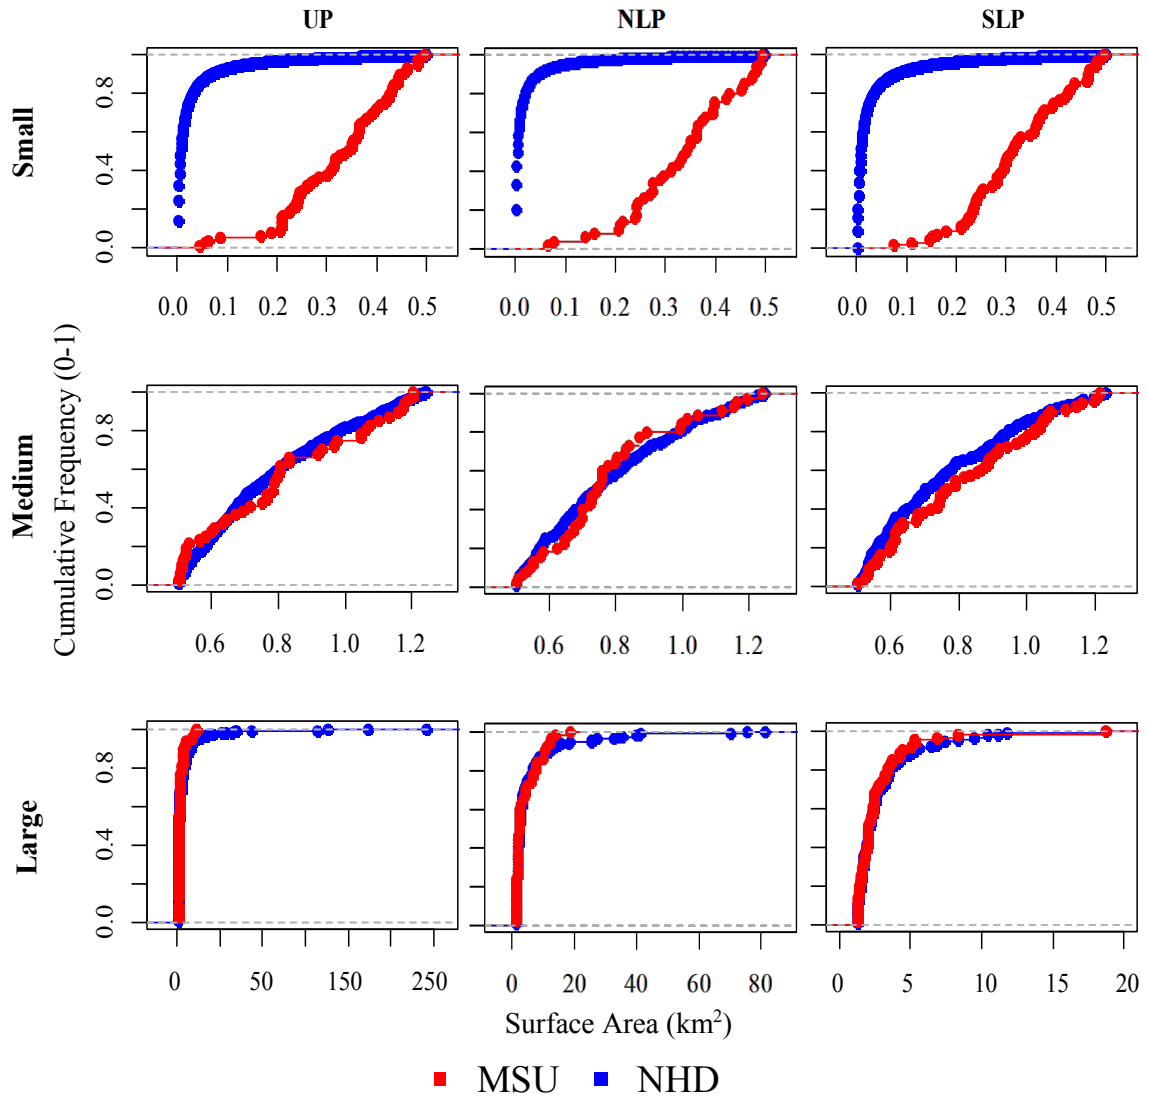 UP NLP SLP
Small
0.0 0.4 0.8
0.0 0.1 0.2 0.3 0.4 0.5
0.0 0.1 0.2 0.3 0.4 0.5
0.0 0.1 0.2 0.3 0.4 0.5
Cumulative Frequency (0-1)
Medium
0.0 0.4 0.8
0.6 0.8 1.0 1.2
0.6 0.8 1.0 1.2
0.6 0.8 1.0 1.2
Large
0.0 0.4 0.8
0 50 150 250
0 20 40 60 80
0 5 10 15 20
Surface Area (km²)
MSU NHD